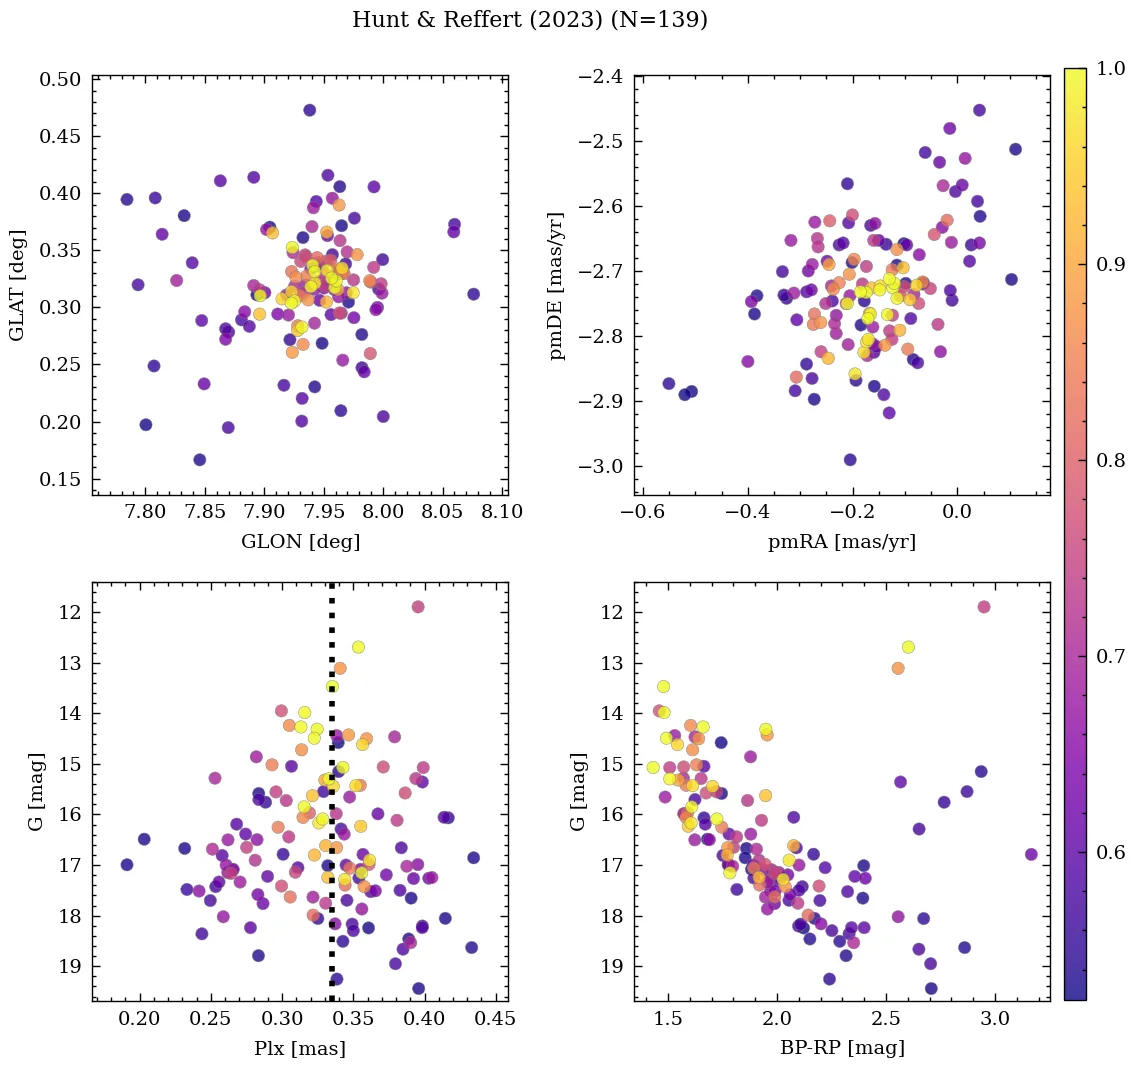 Hunt & Reffert (2023) (N=139)
0.50
0.45
0.40
0.35
0.30
0.25
0.20
0.15
GLAT [deg]
7.80 7.85 7.90 7.95 8.00 8.05 8.10
GLON [deg]
−2.4
−2.5
−2.6
−2.7
−2.8
−2.9
−3.0
pmDE [mas/yr]
−0.6 −0.4 −0.2 0.0
pmRA [mas/yr]
12
13
14
15
16
17
18
19
G [mag]
0.20 0.25 0.30 0.35 0.40 0.45
Plx [mas]
12
13
14
15
16
17
18
19
G [mag]
1.5 2.0 2.5 3.0
BP-RP [mag]
1.0
0.9
0.8
0.7
0.6